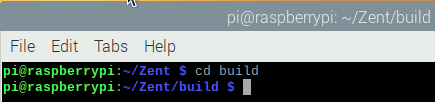 pi@raspberrypi: ~/Zent/build
File Edit Tabs Help
pi@raspberrypi:~/Zent $ cd build
pi@raspberrypi:~/Zent/build $